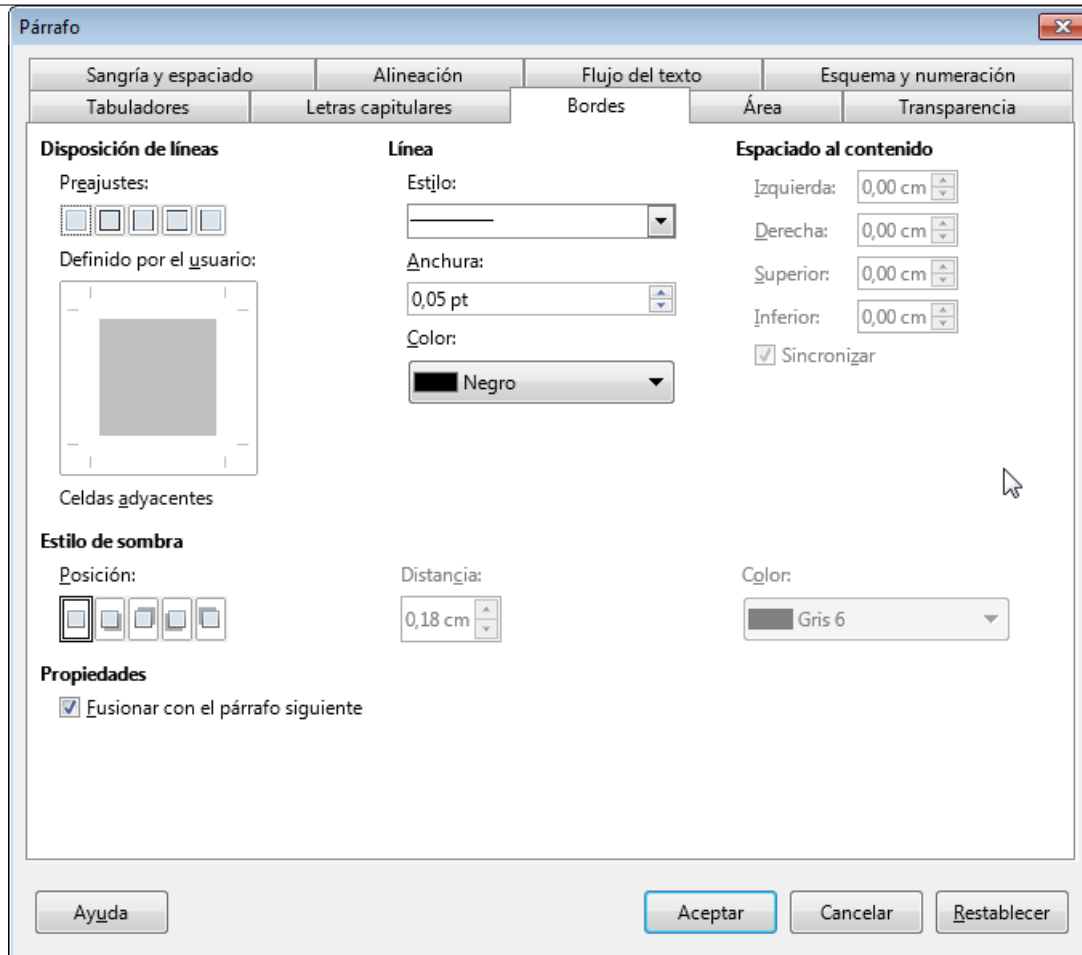 Párrafo
Sangría y espaciado Alineación Flujo del texto Esquema y numeración
Tabuladores Letras capitulares Bordes Área Transparencia
Disposición de líneas Línea Espaciado al contenido
Preajustes: Estilo: Izquierda: 0,00 cm
Derecha: 0,00 cm
Definido por el usuario: Anchura: Superior: 0,00 cm
0,05 pt Inferior: 0,00 cm
Color: Sincronizar
Negro
Celdas adyacentes
Estilo de sombra
Posición: Distancia: Color:
0,18 cm Gris 6
Propiedades
Fusionar con el párrafo siguiente
Ayuda Aceptar Cancelar Restablecer